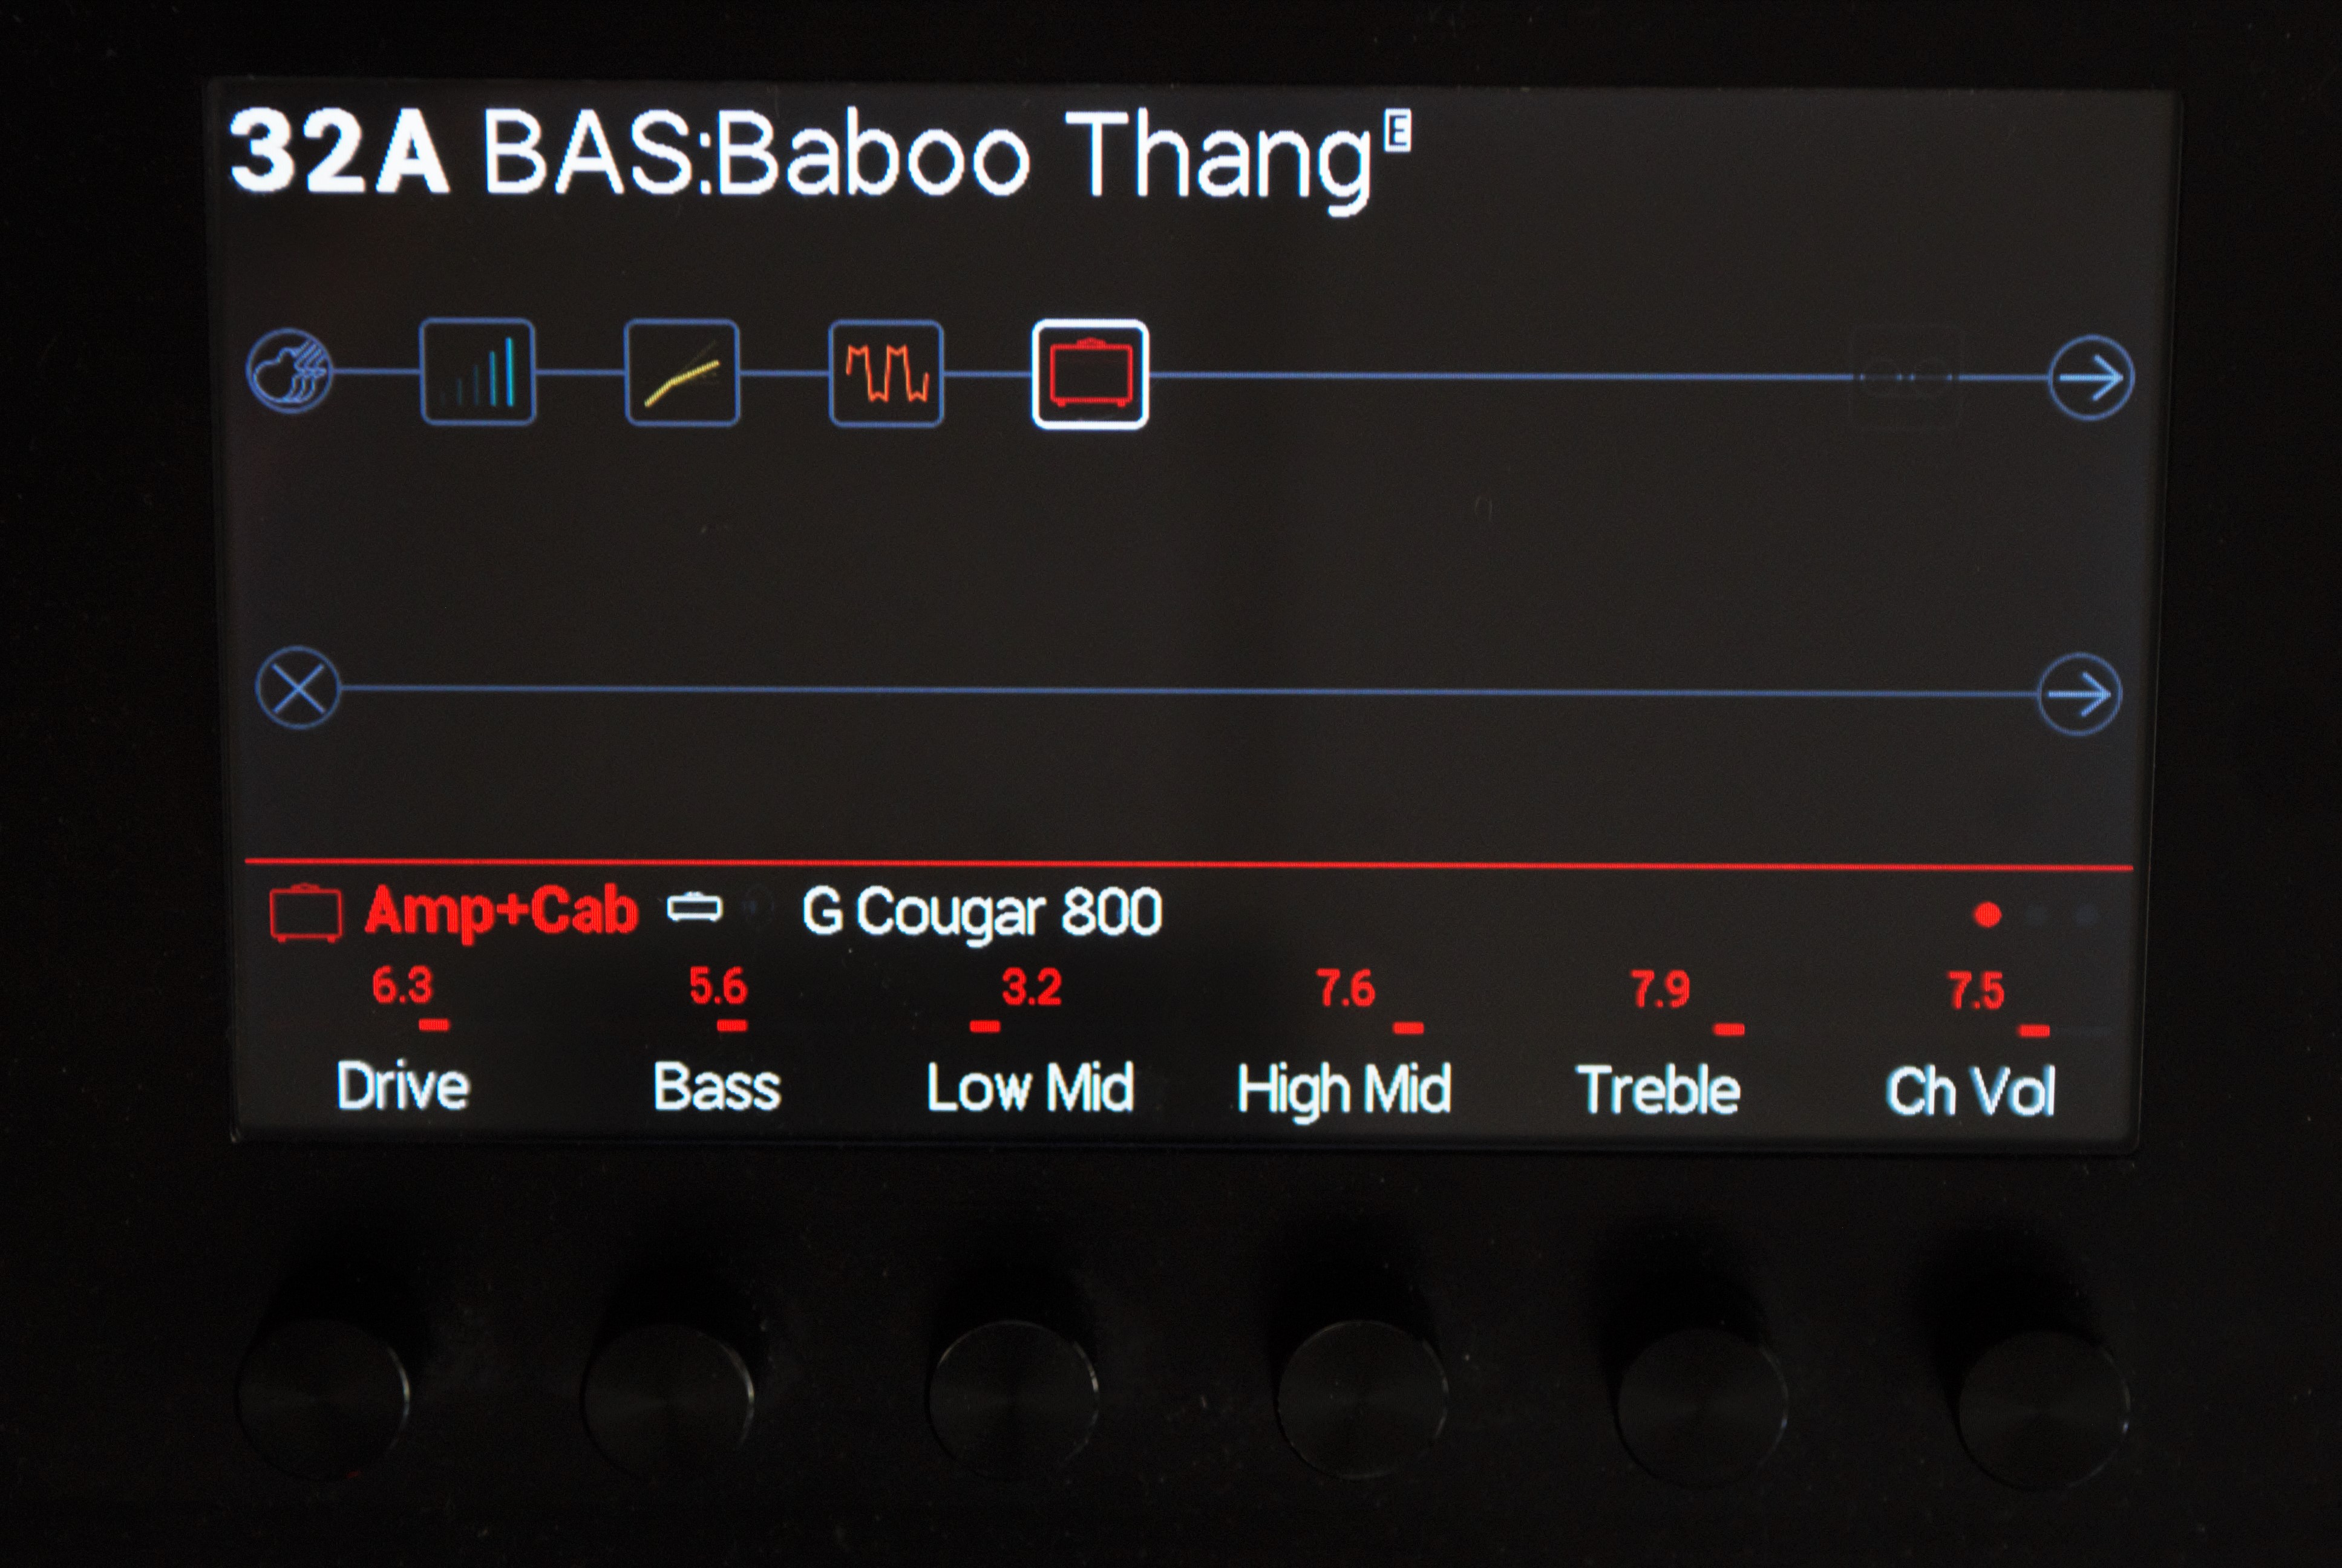 32A BAS:Baboo Thang E
Amp+Cab G Cougar 800
6.3 5.6 3.2 7.6 7.9 7.5
Drive Bass Low Mid High Mid Treble Ch Vol